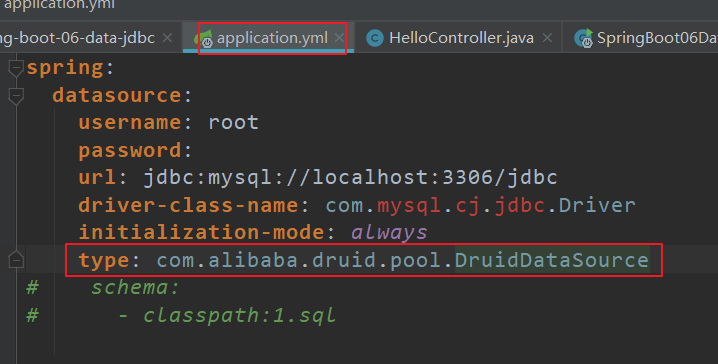 application.yml
ng-boot-06-data-jdbc × application.yml × HelloController.java × SpringBoot06Da
spring:
  datasource:
    username: root
    password:
    url: jdbc:mysql://localhost:3306/jdbc
    driver-class-name: com.mysql.cj.jdbc.Driver
    initialization-mode: always
    type: com.alibaba.druid.pool.DruidDataSource
#    schema:
#      - classpath:1.sql